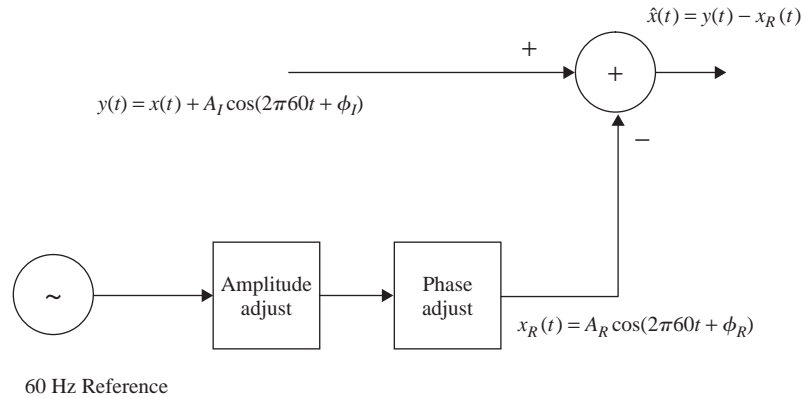 x̂(t) = y(t) − x_R(t)
+
+
y(t) = x(t) + A_I cos(2π60t + ϕ_I)
−
~
Amplitude
adjust
Phase
adjust
x_R(t) = A_R cos(2π60t + ϕ_R)
60 Hz Reference